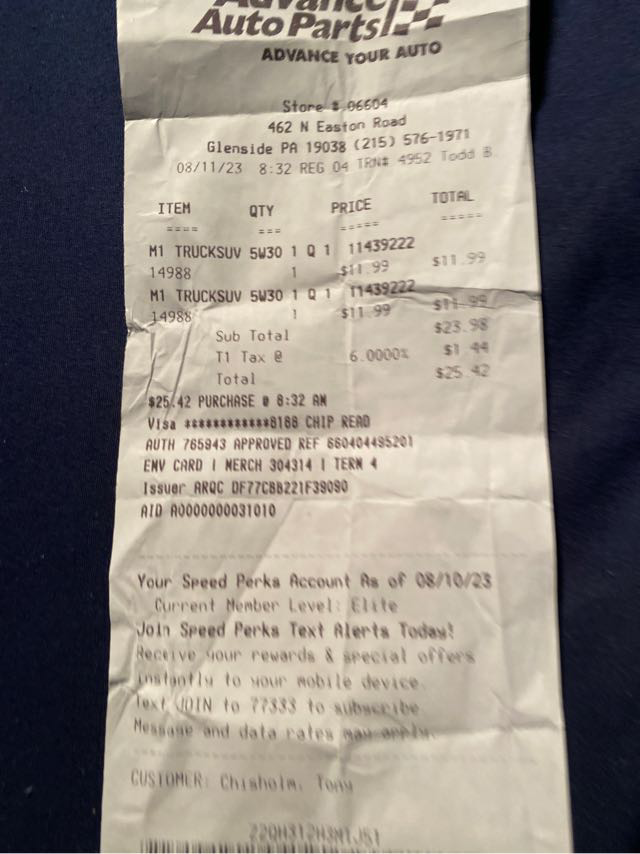 Advance
Auto Parts
ADVANCE YOUR AUTO
Store # 06604
462 N Easton Road
Glenside PA 19038 (215) 576-1971
08/11/23 8:32 REG 04 TRN# 4952 Todd B.
ITEM QTY PRICE TOTAL
==== === ===== =====
M1 TRUCKSUV 5W30 1 Q 1 11439222
14988 1 $11.99 $11.99
M1 TRUCKSUV 5W30 1 Q 1 11439222
14988 1 $11.99 $11.99
Sub Total $23.98
T1 Tax @ 6.0000% $1.44
Total $25.42
$25.42 PURCHASE @ 8:32 AM
Visa ************8188 CHIP READ
AUTH 765943 APPROVED REF 660404495201
EMV CARD | MERCH 304314 | TERM 4
Issuer ARQC DF77C8B221F39090
AID A0000000031010
Your Speed Perks Account As of 08/10/23
Current Member Level: Elite
Join Speed Perks Text Alerts Today!
Receive your rewards & special offers
instantly to your mobile device.
Text JOIN to 77333 to subscribe
Message and data rates may apply.
CUSTOMER: Chisholm, Tony
22QH312H3M1J51